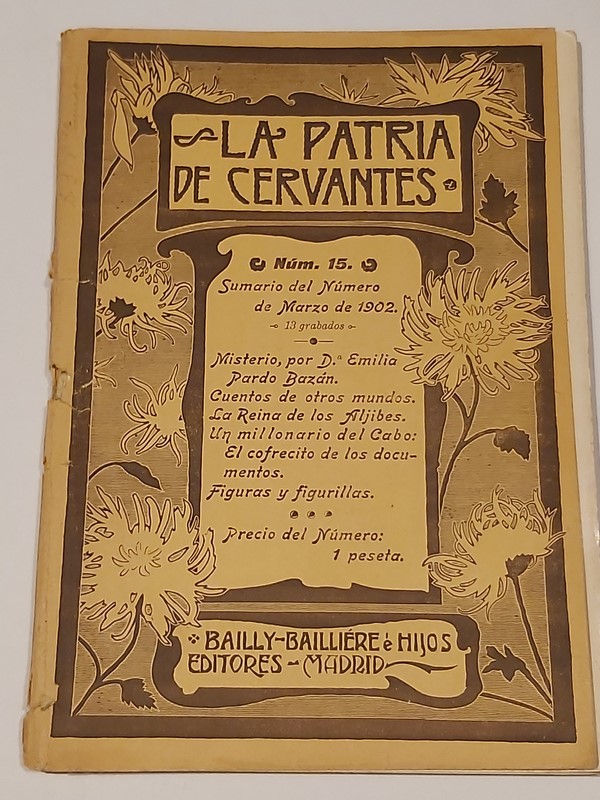 LA PATRIA
DE CERVANTES
Núm. 15.
Sumario del Número
de Marzo de 1902.
13 grabados
Misterio, por D.ª Emilia
Pardo Bazán.
Cuentos de otros mundos.
La Reina de los Aljibes.
Un millonario del Cabo:
El cofrecito de los docu-
mentos.
Figuras y figurillas.
Precio del Número:
1 peseta.
BAILLY-BAILLIÉRE é HIJOS
EDITORES - MADRID